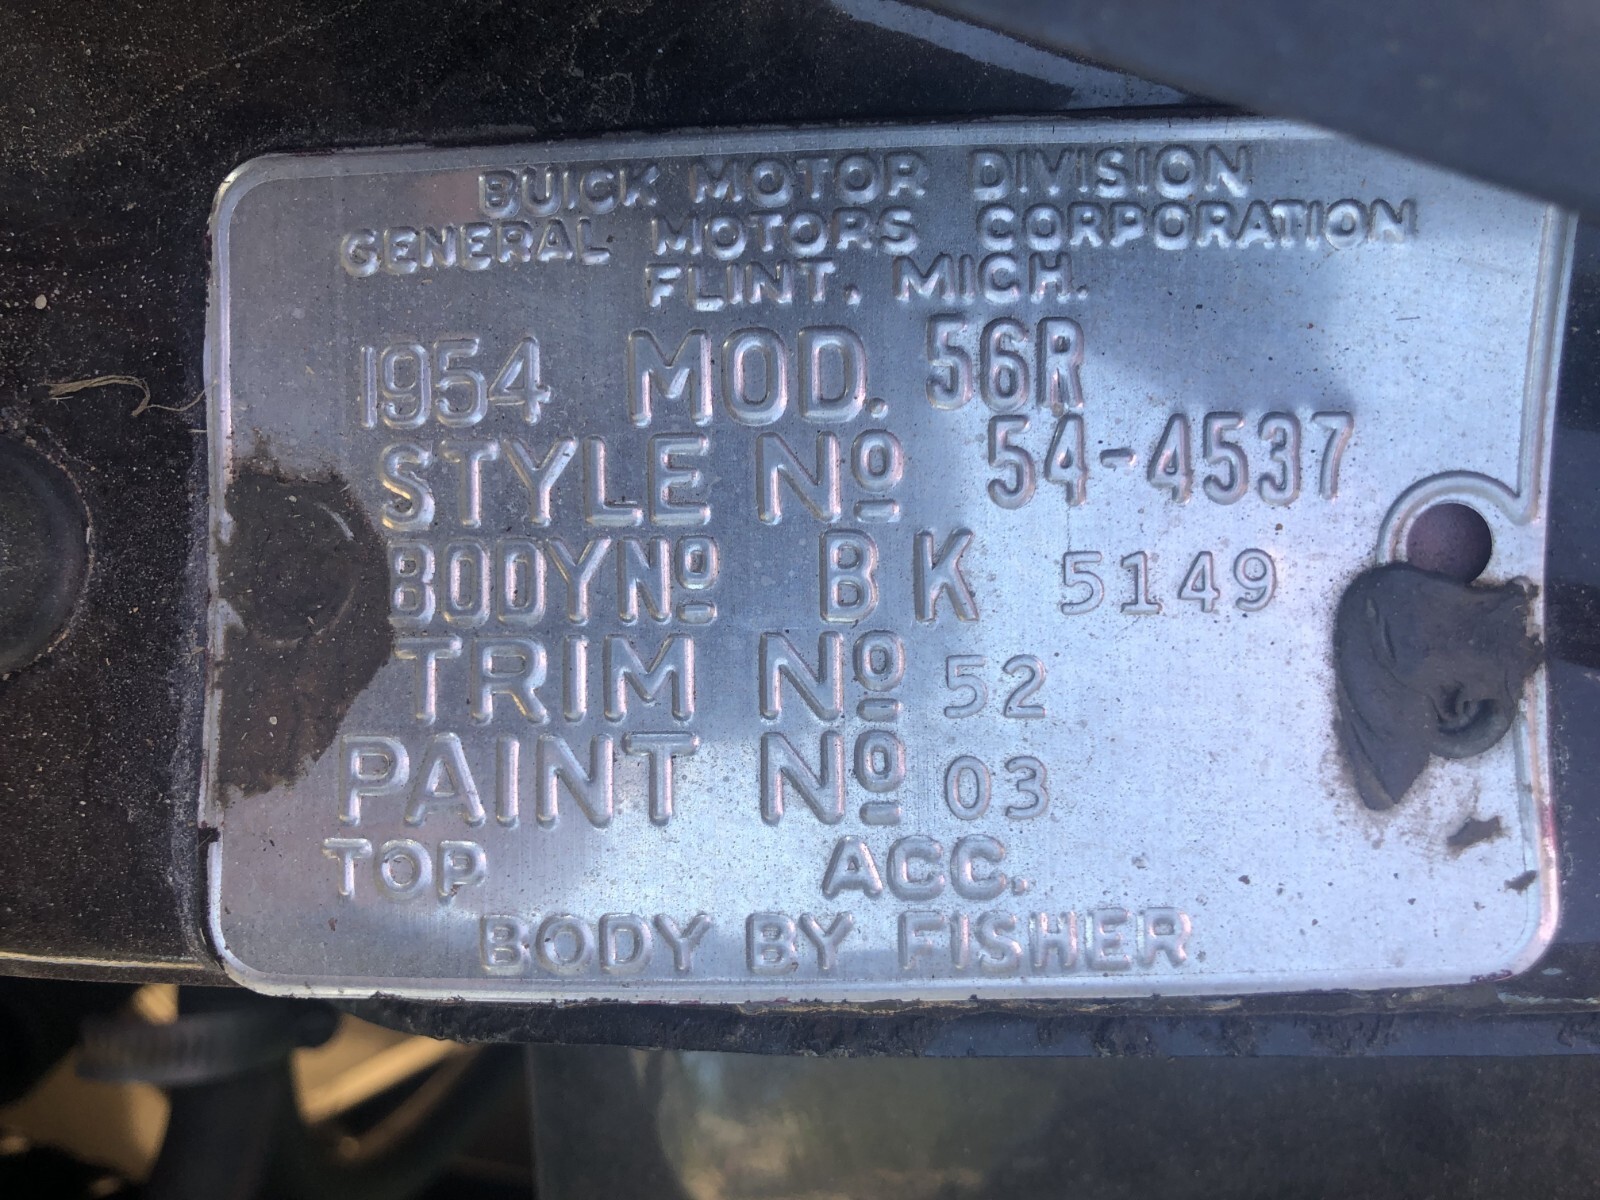 BUICK MOTOR DIVISION
GENERAL MOTORS CORPORATION
FLINT, MICH.
1954 MOD. 56R
STYLE No 54-4537
BODY No BK 5149
TRIM No 52
PAINT No 03
TOP ACC.
BODY BY FISHER